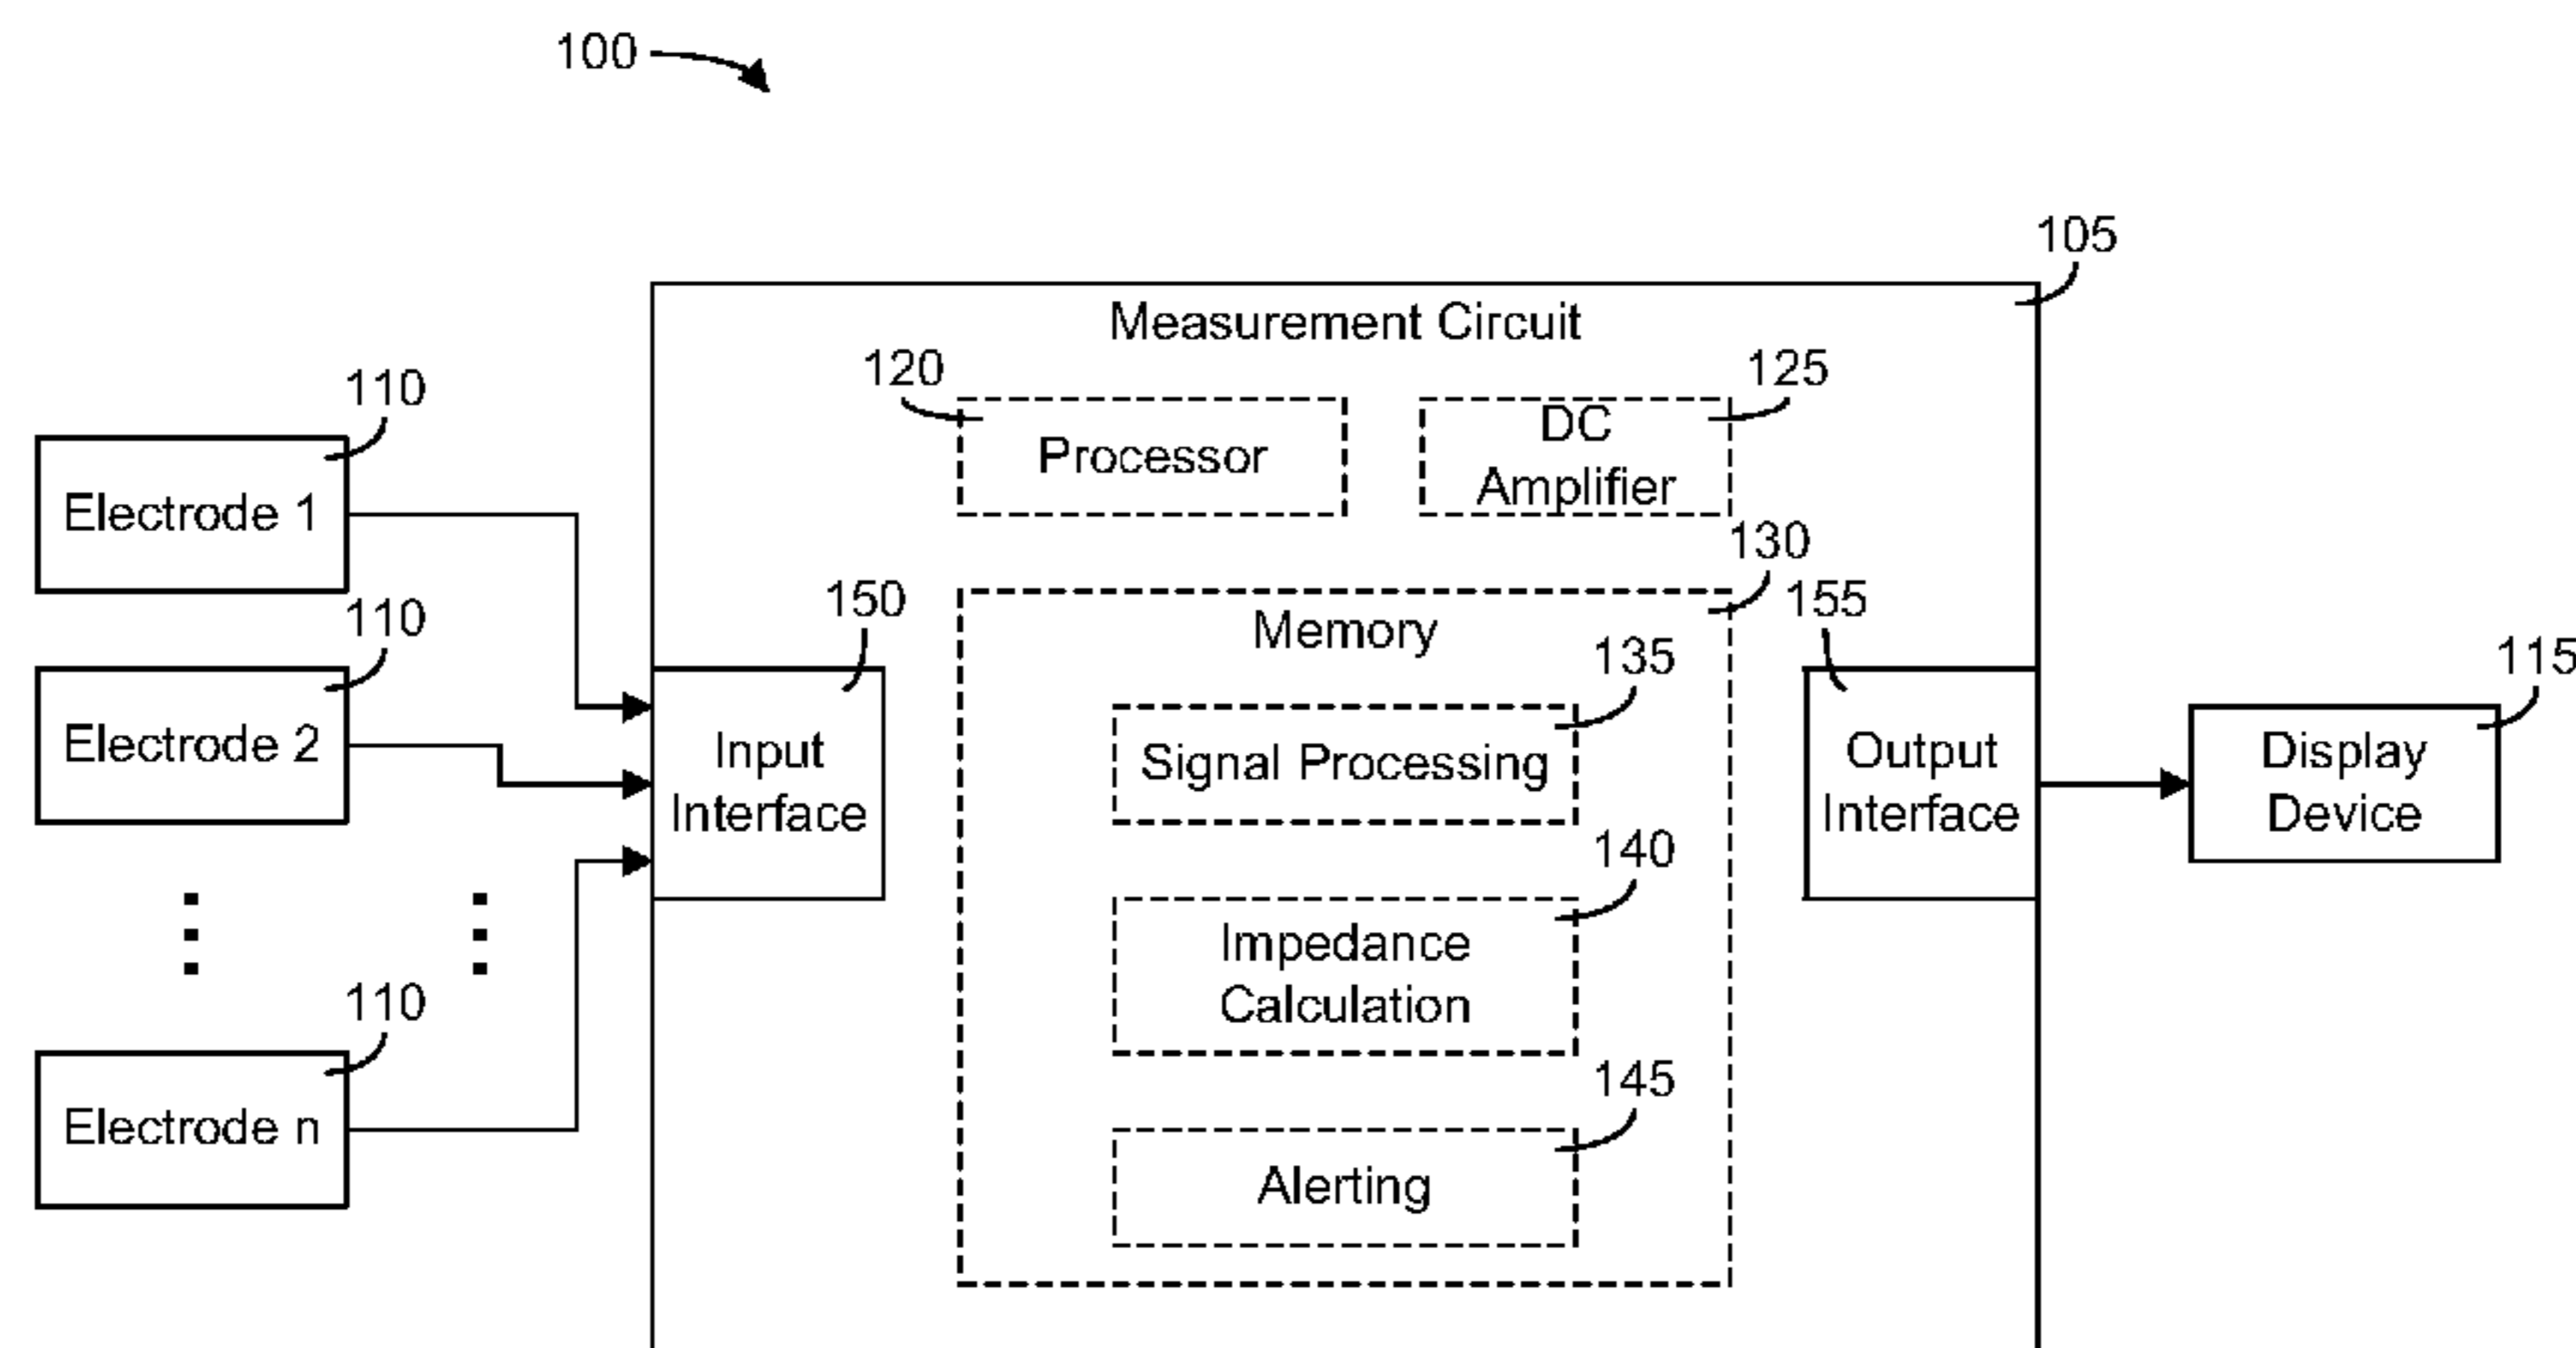 100
105
Measurement Circuit
120
125
110
Processor
DC
Amplifier
Electrode 1
130
110
150
Memory
155
135
115
Electrode 2
Input
Interface
Signal Processing
Output
Interface
Display
Device
140
Impedance
Calculation
110
145
Electrode n
Alerting